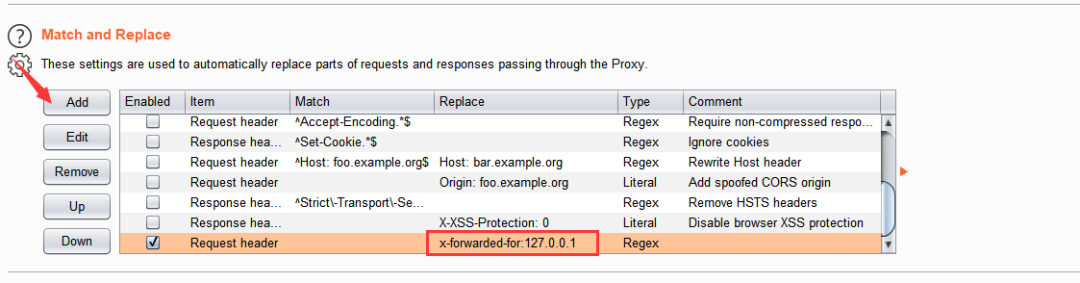 Match and Replace
These settings are used to automatically replace parts of requests and responses passing through the Proxy.
Add
Edit
Remove
Up
Down
Enabled Item Match Replace Type Comment
Request header ^Accept-Encoding.*$ Regex Require non-compressed respo...
Response hea... ^Set-Cookie.*$ Regex Ignore cookies
Request header ^Host: foo.example.org$ Host: bar.example.org Regex Rewrite Host header
Request header Origin: foo.example.org Literal Add spoofed CORS origin
Response hea... ^Strict\-Transport\-Se... Regex Remove HSTS headers
Response hea... X-XSS-Protection: 0 Literal Disable browser XSS protection
Request header x-forwarded-for:127.0.0.1 Regex